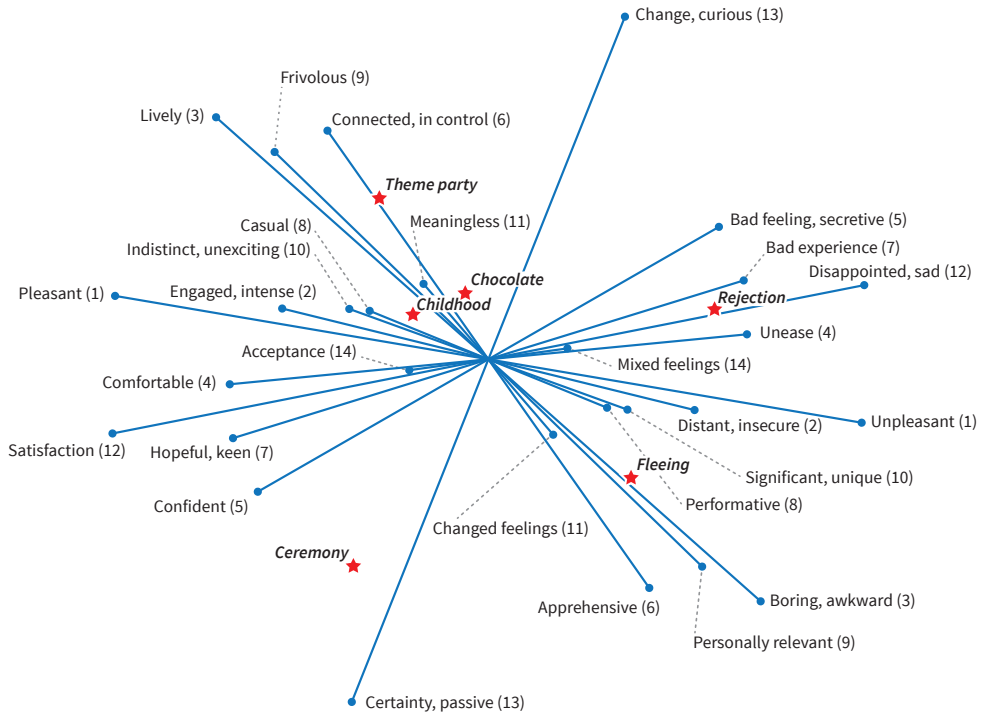 Change, curious (13)
Frivolous (9)
Lively (3)
Connected, in control (6)
Theme party
Meaningless (11)
Bad feeling, secretive (5)
Casual (8)
Bad experience (7)
Indistinct, unexciting (10)
Disappointed, sad (12)
Chocolate
Pleasant (1)
Engaged, intense (2)
Childhood
Rejection
Unease (4)
Acceptance (14)
Mixed feelings (14)
Comfortable (4)
Unpleasant (1)
Distant, insecure (2)
Satisfaction (12)
Hopeful, keen (7)
Fleeing
Significant, unique (10)
Confident (5)
Performative (8)
Changed feelings (11)
Ceremony
Apprehensive (6)
Boring, awkward (3)
Personally relevant (9)
Certainty, passive (13)